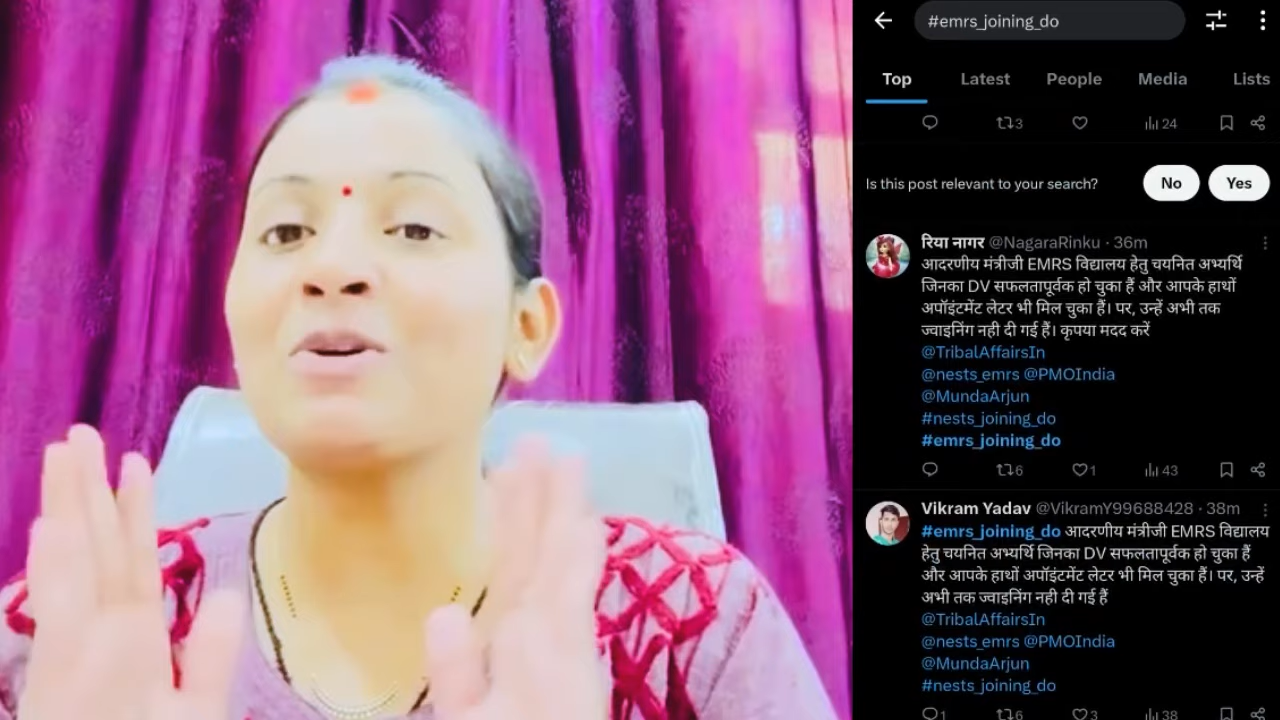 #emrs_joining_do
Top Latest People Media Lists
3 24
Is this post relevant to your search? No Yes
रिया नागर @NagaraRinku · 36m
आदरणीय मंत्रीजी EMRS विद्यालय हेतु चयनित अभ्यर्थि
जिनका DV सफलतापूर्वक हो चुका हैं और आपके हाथों
अपॉइंटमेंट लेटर भी मिल चुका हैं। पर, उन्हें अभी तक
ज्वाइनिंग नही दी गई हैं। कृपया मदद करें
@TribalAffairsIn
@nests_emrs @PMOIndia
@MundaArjun
#nests_joining_do
#emrs_joining_do
6 1 43
Vikram Yadav @VikramY99688428 · 38m
#emrs_joining_do आदरणीय मंत्रीजी EMRS विद्यालय
हेतु चयनित अभ्यर्थि जिनका DV सफलतापूर्वक हो चुका हैं
और आपके हाथों अपॉइंटमेंट लेटर भी मिल चुका हैं। पर, उन्हें
अभी तक ज्वाइनिंग नही दी गई हैं
@TribalAffairsIn
@nests_emrs @PMOIndia
@MundaArjun
#nests_joining_do
1 6 3 38